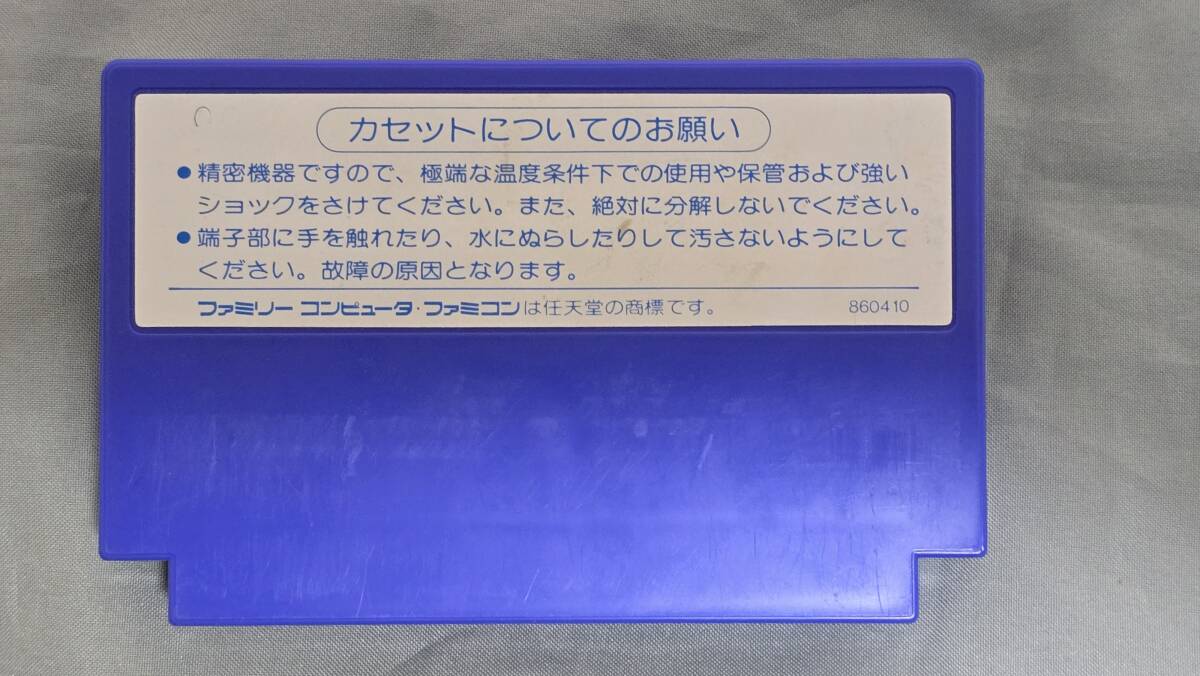 カセットについてのお願い
●精密機器ですので、極端な温度条件下での使用や保管および強い
ショックをさけてください。また、絶対に分解しないでください。
●端子部に手を触れたり、水にぬらしたりして汚さないようにして
ください。故障の原因となります。
ファミリー コンピュータ・ファミコンは任天堂の商標です。 860410